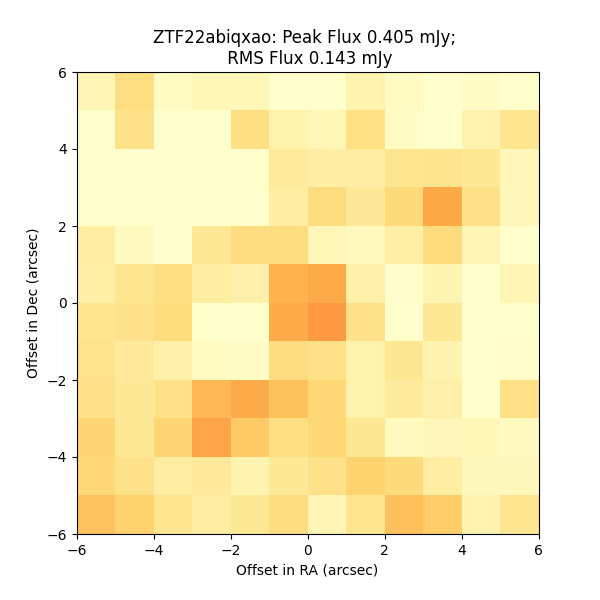 ZTF22abiqxao: Peak Flux 0.405 mJy;
RMS Flux 0.143 mJy
6
4
2
0
−2
−4
−6
Offset in Dec (arcsec)
−6 −4 −2 0 2 4 6
Offset in RA (arcsec)